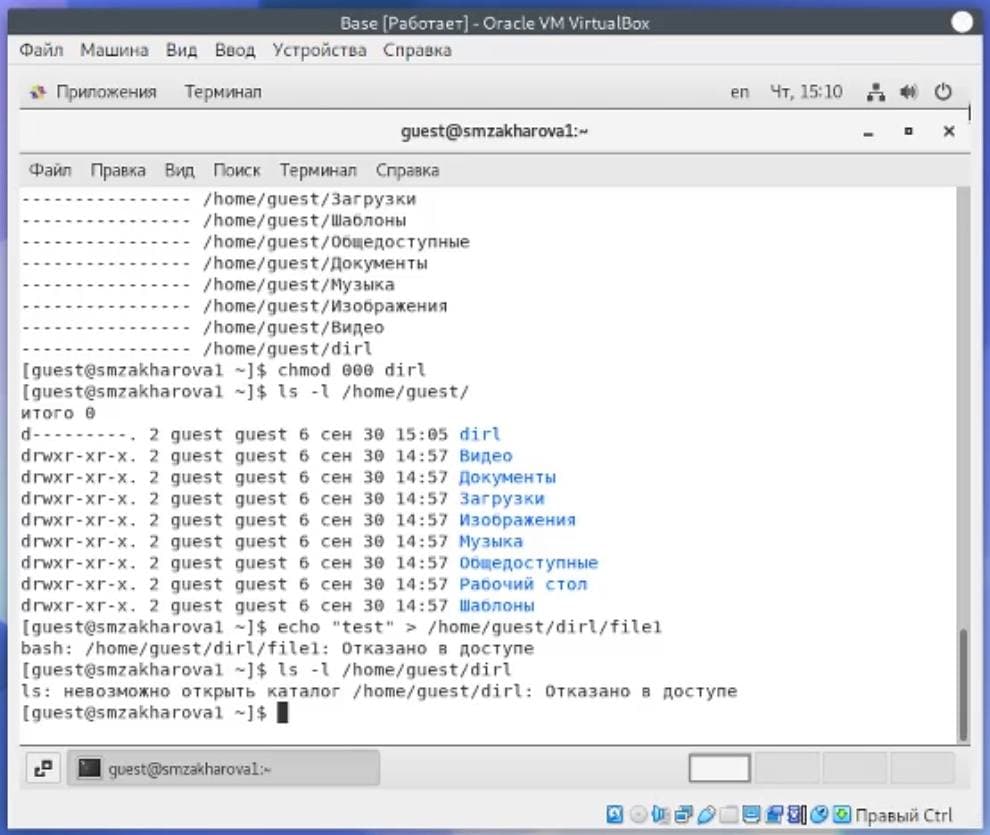 Base [Работает] - Oracle VM VirtualBox
Файл Машина Вид Ввод Устройства Справка
Приложения Терминал en Чт, 15:10
guest@smzakharova1:~
Файл Правка Вид Поиск Терминал Справка
---------------- /home/guest/Загрузки
---------------- /home/guest/Шаблоны
---------------- /home/guest/Общедоступные
---------------- /home/guest/Документы
---------------- /home/guest/Музыка
---------------- /home/guest/Изображения
---------------- /home/guest/Видео
---------------- /home/guest/dirl
[guest@smzakharova1 ~]$ chmod 000 dirl
[guest@smzakharova1 ~]$ ls -l /home/guest/
итого 0
d---------. 2 guest guest 6 сен 30 15:05 dirl
drwxr-xr-x. 2 guest guest 6 сен 30 14:57 Видео
drwxr-xr-x. 2 guest guest 6 сен 30 14:57 Документы
drwxr-xr-x. 2 guest guest 6 сен 30 14:57 Загрузки
drwxr-xr-x. 2 guest guest 6 сен 30 14:57 Изображения
drwxr-xr-x. 2 guest guest 6 сен 30 14:57 Музыка
drwxr-xr-x. 2 guest guest 6 сен 30 14:57 Общедоступные
drwxr-xr-x. 2 guest guest 6 сен 30 14:57 Рабочий стол
drwxr-xr-x. 2 guest guest 6 сен 30 14:57 Шаблоны
[guest@smzakharova1 ~]$ echo "test" > /home/guest/dirl/file1
bash: /home/guest/dirl/file1: Отказано в доступе
[guest@smzakharova1 ~]$ ls -l /home/guest/dirl
ls: невозможно открыть каталог /home/guest/dirl: Отказано в доступе
[guest@smzakharova1 ~]$
guest@smzakharova1:~
Правый Ctrl